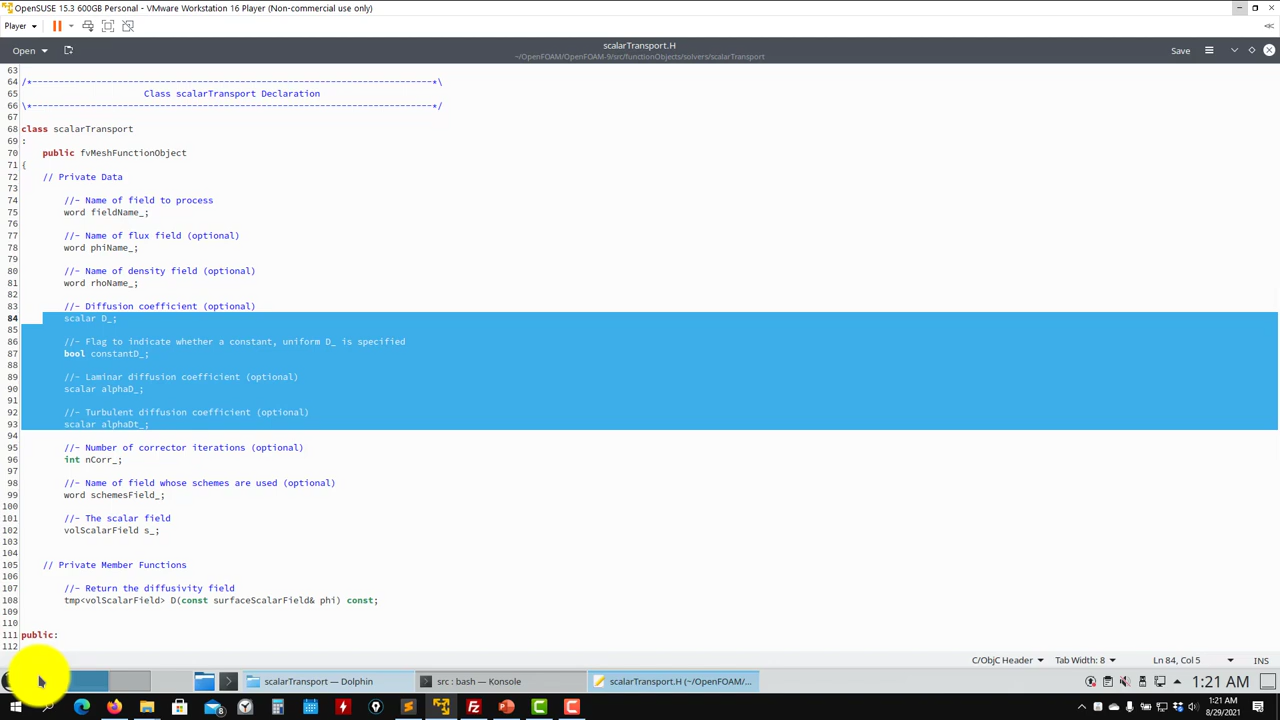 OpenSUSE 15.3 600GB Personal - VMware Workstation 16 Player (Non-commercial use only)
Player
Open
scalarTransport.H
~/OpenFOAM/OpenFOAM-9/src/functionObjects/solvers/scalarTransport
Save
63
64 /*---------------------------------------------------------------------------*\
65 Class scalarTransport Declaration
66 \*---------------------------------------------------------------------------*/
67
68 class scalarTransport
69 :
70 public fvMeshFunctionObject
71 {
72 // Private Data
73
74 //- Name of field to process
75 word fieldName_;
76
77 //- Name of flux field (optional)
78 word phiName_;
79
80 //- Name of density field (optional)
81 word rhoName_;
82
83 //- Diffusion coefficient (optional)
84 scalar D_;
85
86 //- Flag to indicate whether a constant, uniform D_ is specified
87 bool constantD_;
88
89 //- Laminar diffusion coefficient (optional)
90 scalar alphaD_;
91
92 //- Turbulent diffusion coefficient (optional)
93 scalar alphaDt_;
94
95 //- Number of corrector iterations (optional)
96 int nCorr_;
97
98 //- Name of field whose schemes are used (optional)
99 word schemesField_;
100
101 //- The scalar field
102 volScalarField s_;
103
104
105 // Private Member Functions
106
107 //- Return the diffusivity field
108 tmp<volScalarField> D(const surfaceScalarField& phi) const;
109
110
111 public:
112
C/ObjC Header Tab Width: 8 Ln 84, Col 5 INS
scalarTransport — Dolphin src : bash — Konsole scalarTransport.H (~/OpenFOAM/... 1:21 AM
1:21 AM
8/29/2021